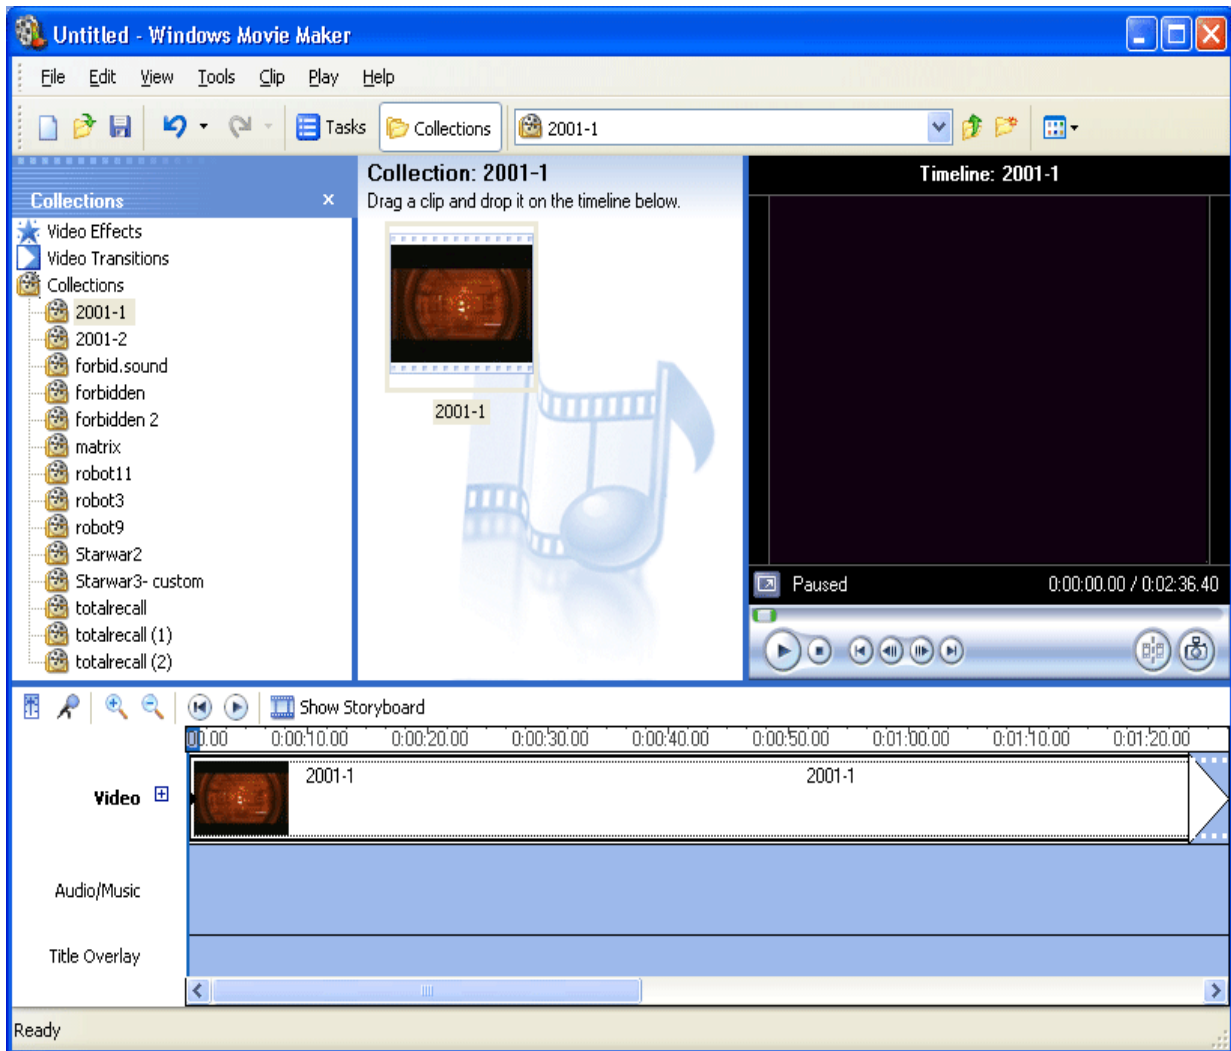 Untitled - Windows Movie Maker
File Edit View Tools Clip Play Help
Tasks Collections 2001-1
Collections ×
Video Effects
Video Transitions
Collections
2001-1
2001-2
forbid.sound
forbidden
forbidden 2
matrix
robot11
robot3
robot9
Starwar2
Starwar3- custom
totalrecall
totalrecall (1)
totalrecall (2)
Collection: 2001-1
Drag a clip and drop it on the timeline below.
2001-1
Timeline: 2001-1
Paused 0:00:00.00 / 0:02:36.40
Show Storyboard
00.00 0:00:10.00 0:00:20.00 0:00:30.00 0:00:40.00 0:00:50.00 0:01:00.00 0:01:10.00 0:01:20.00
Video 2001-1 2001-1
Audio/Music
Title Overlay
Ready